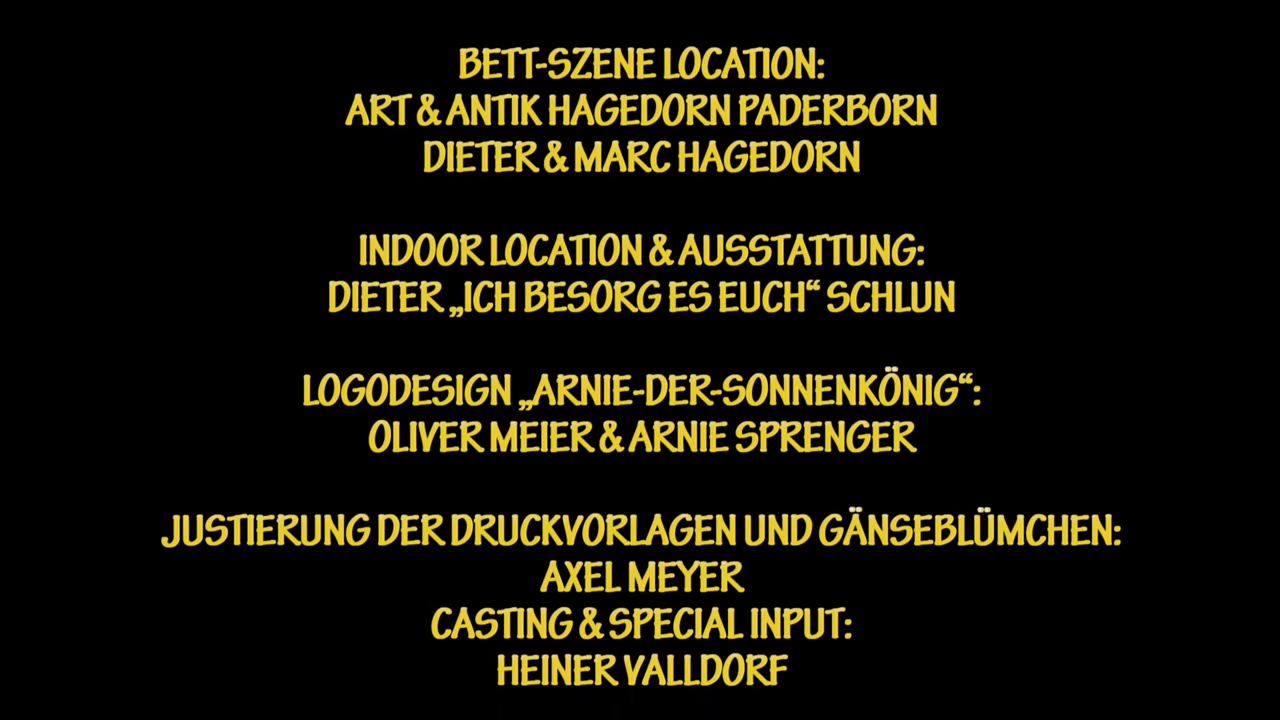 BETT-SZENE LOCATION:
ART & ANTIK HAGEDORN PADERBORN
DIETER & MARC HAGEDORN
INDOOR LOCATION & AUSSTATTUNG:
DIETER „ICH BESORG ES EUCH“ SCHLUN
LOGODESIGN „ARNIE-DER-SONNENKÖNIG“:
OLIVER MEIER & ARNIE SPRENGER
JUSTIERUNG DER DRUCKVORLAGEN UND GÄNSEBLÜMCHEN:
AXEL MEYER
CASTING & SPECIAL INPUT:
HEINER VALLDORF